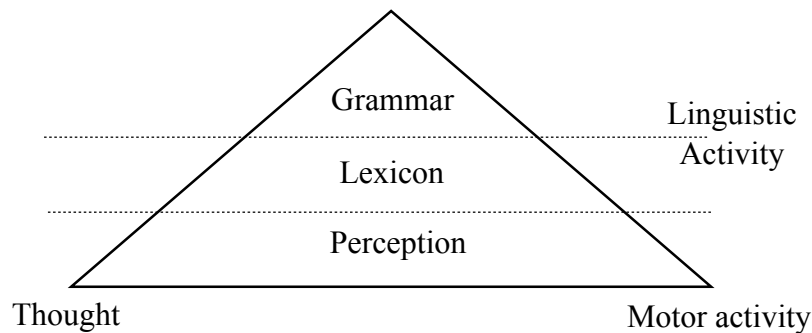 Grammar
Linguistic
Activity
Lexicon
Perception
Thought
Motor activity